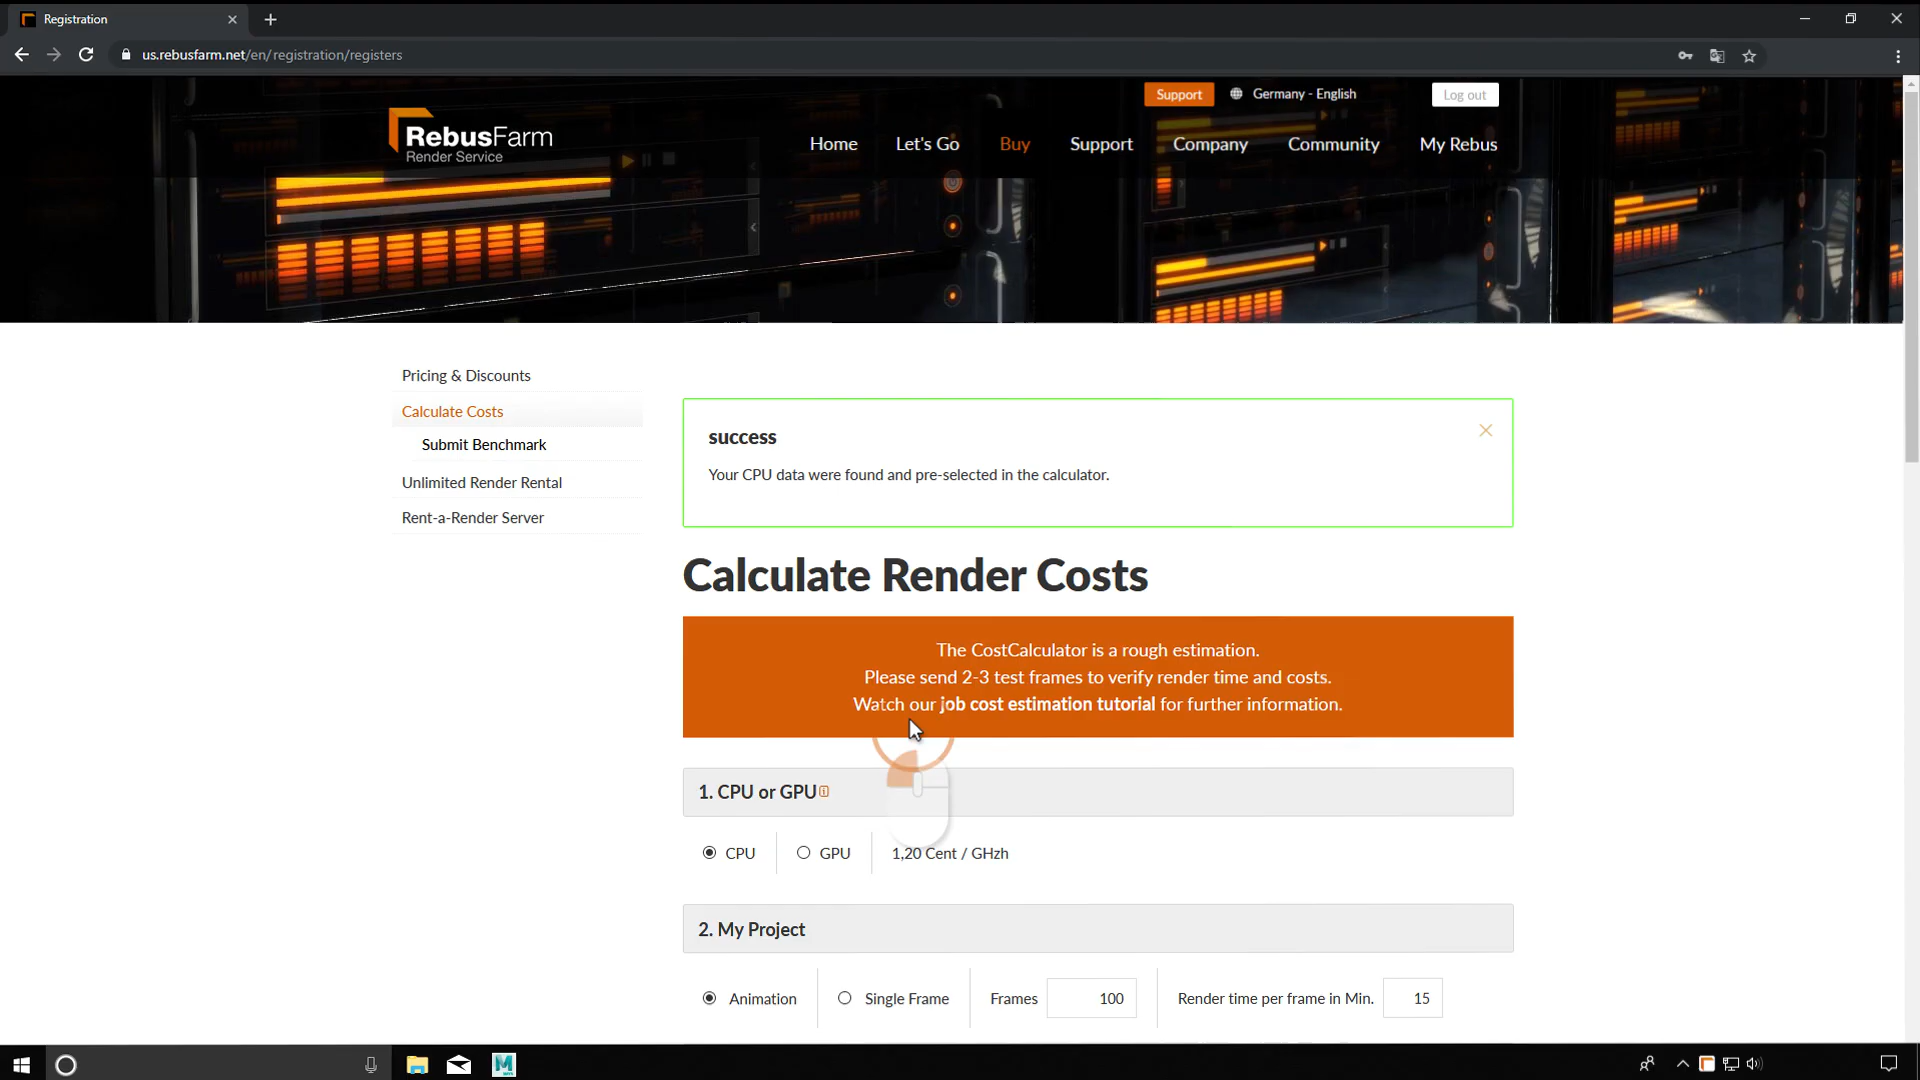 Registration
us.rebusfarm.net/en/registration/registers
Support
Germany - English
Log out
RebusFarm
Render Service
Home
Let's Go
Buy
Support
Company
Community
My Rebus
Pricing & Discounts
Calculate Costs
Submit Benchmark
Unlimited Render Rental
Rent-a-Render Server
success
Your CPU data were found and pre-selected in the calculator.
Calculate Render Costs
The CostCalculator is a rough estimation.
Please send 2-3 test frames to verify render time and costs.
Watch our job cost estimation tutorial for further information.
1. CPU or GPU
CPU
GPU
1,20 Cent / GHzh
2. My Project
Animation
Single Frame
Frames
100
Render time per frame in Min.
15